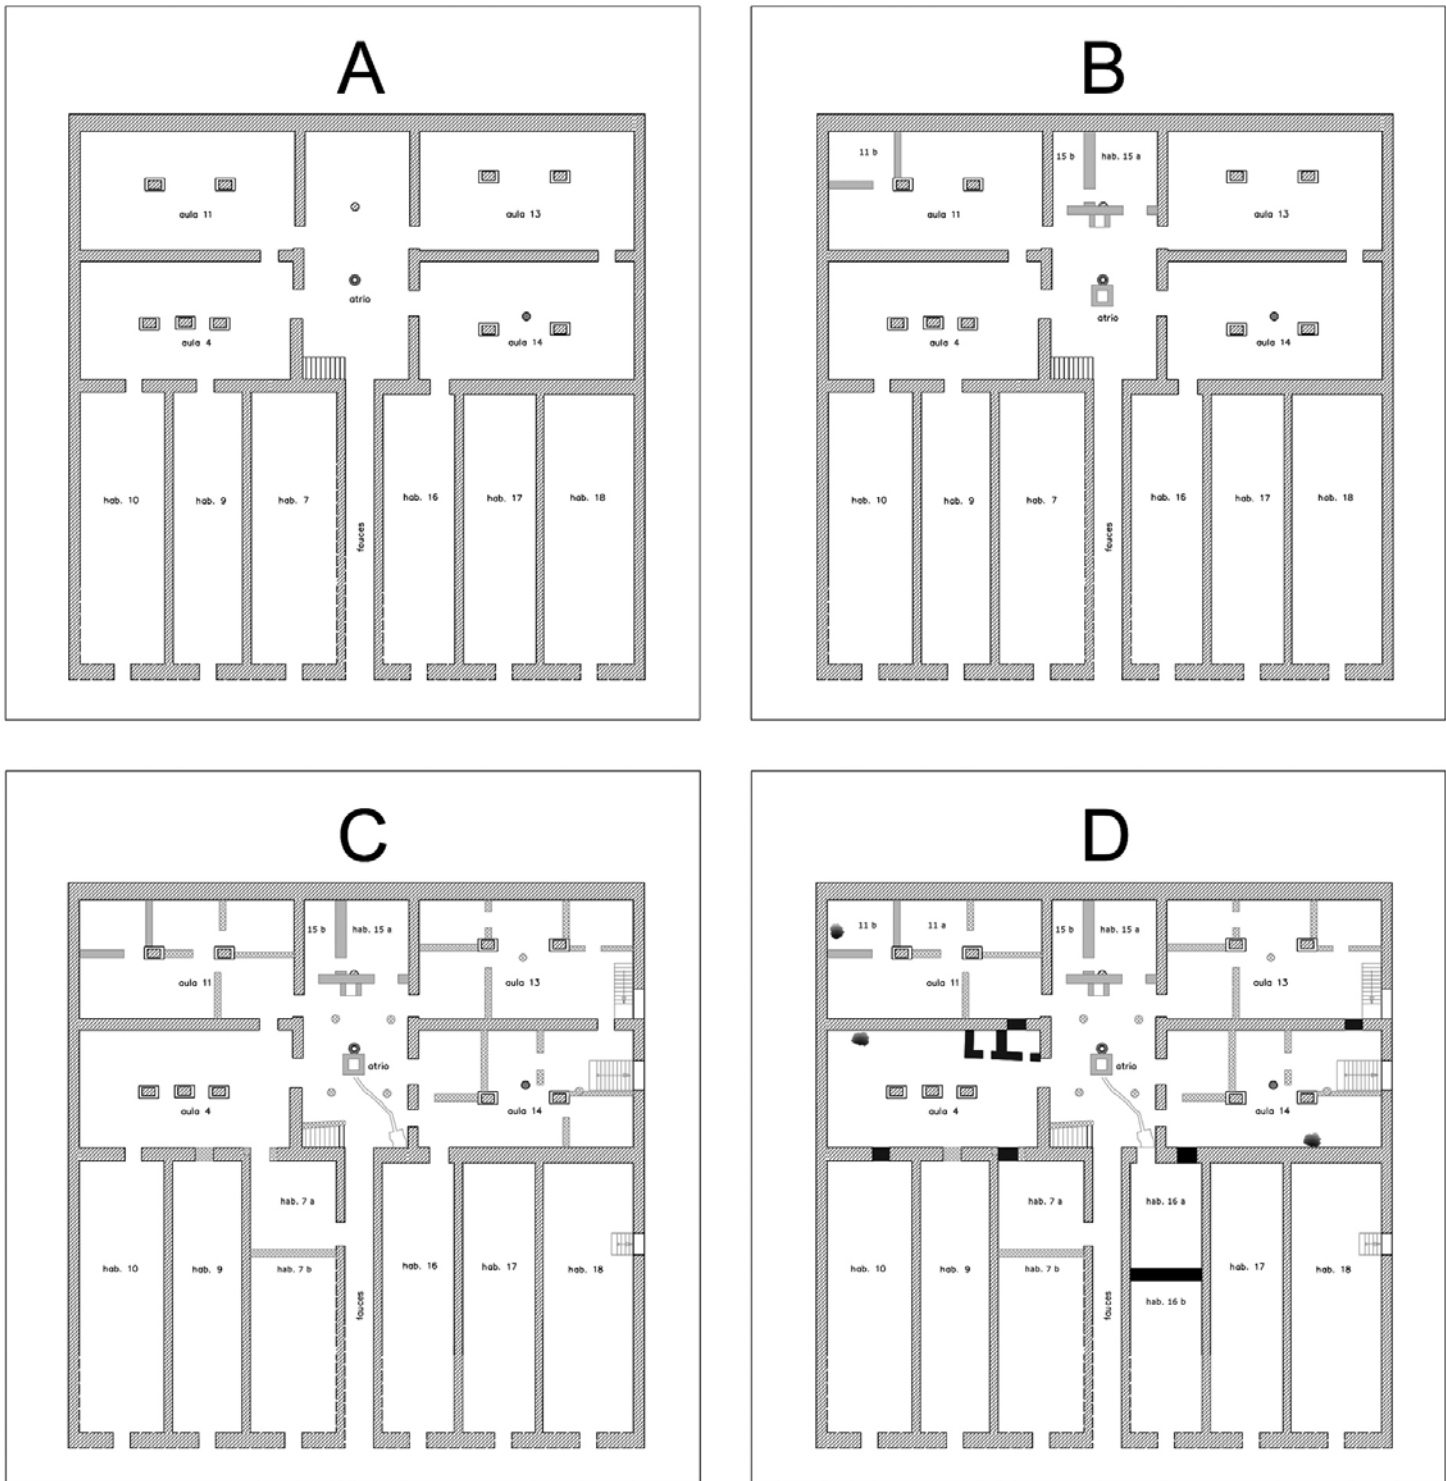 A
aula 11
aula 13
atrio
aula 4
aula 14
hab. 10
hab. 9
hab. 7
hab. 16
hab. 17
hab. 18
fauces
B
11 b
15 b
hab. 15 a
aula 11
aula 13
atrio
aula 4
aula 14
hab. 10
hab. 9
hab. 7
hab. 16
hab. 17
hab. 18
fauces
C
15 b
hab. 15 a
aula 11
aula 13
atrio
aula 4
aula 14
hab. 7 a
hab. 10
hab. 9
hab. 7 b
hab. 16
hab. 17
hab. 18
fauces
D
11 b
11 a
15 b
hab. 15 a
aula 11
aula 13
atrio
aula 4
aula 14
hab. 7 a
hab. 16 a
hab. 10
hab. 9
hab. 7 b
hab. 17
hab. 18
hab. 16 b
fauces